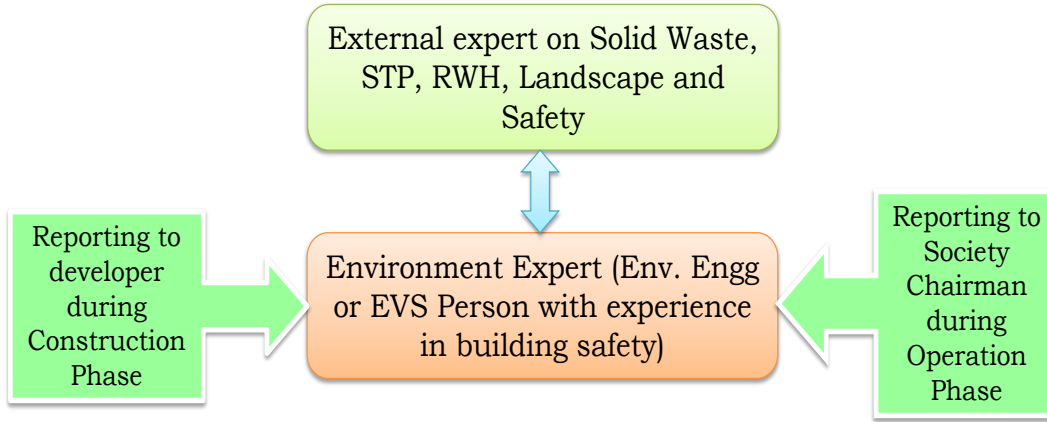 External expert on Solid Waste,
STP, RWH, Landscape and
Safety
Reporting to
developer
during
Construction
Phase
Environment Expert (Env. Engg
or EVS Person with experience
in building safety)
Reporting to
Society
Chairman
during
Operation
Phase